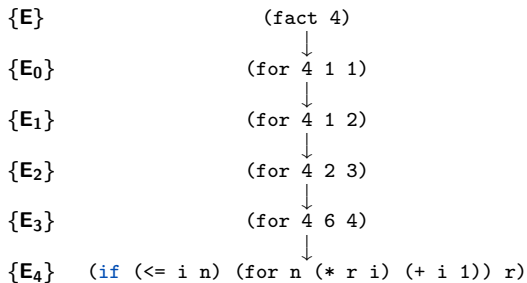 {E} (fact 4)
{E₀} (for 4 1 1)
{E₁} (for 4 1 2)
{E₂} (for 4 2 3)
{E₃} (for 4 6 4)
{E₄} (if (<= i n) (for n (* r i) (+ i 1)) r)